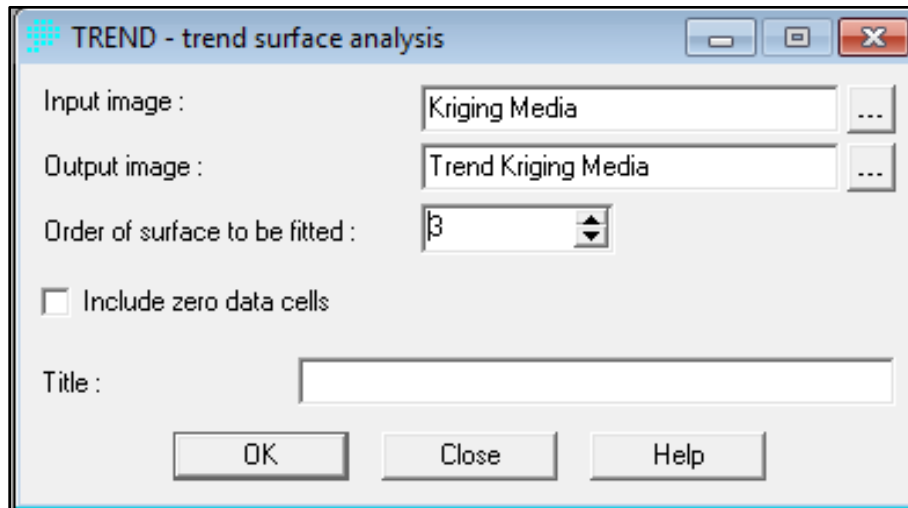 TREND - trend surface analysis
Input image : Kriging Media ...
Output image : Trend Kriging Media ...
Order of surface to be fitted : 3
Include zero data cells
Title :
OK Close Help